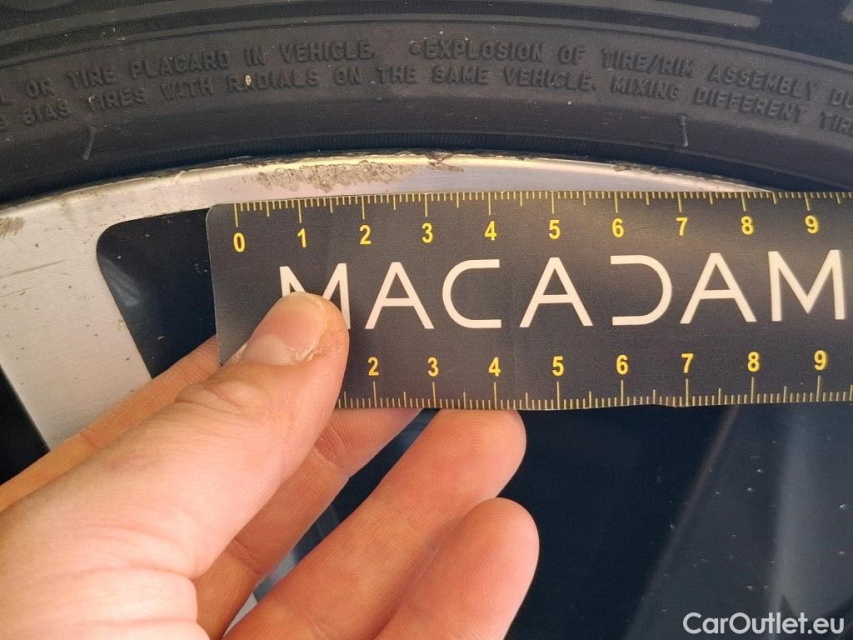 L OR TIRE PLACARD IN VEHICLE. •EXPLOSION OF TIRE/RIM ASSEMBLY DU
S BIAS TIRES WITH RADIALS ON THE SAME VEHICLE. MIXING DIFFERENT TIR
0 1 2 3 4 5 6 7 8 9
MACADAM
2 3 4 5 6 7 8 9
CarOutlet.eu